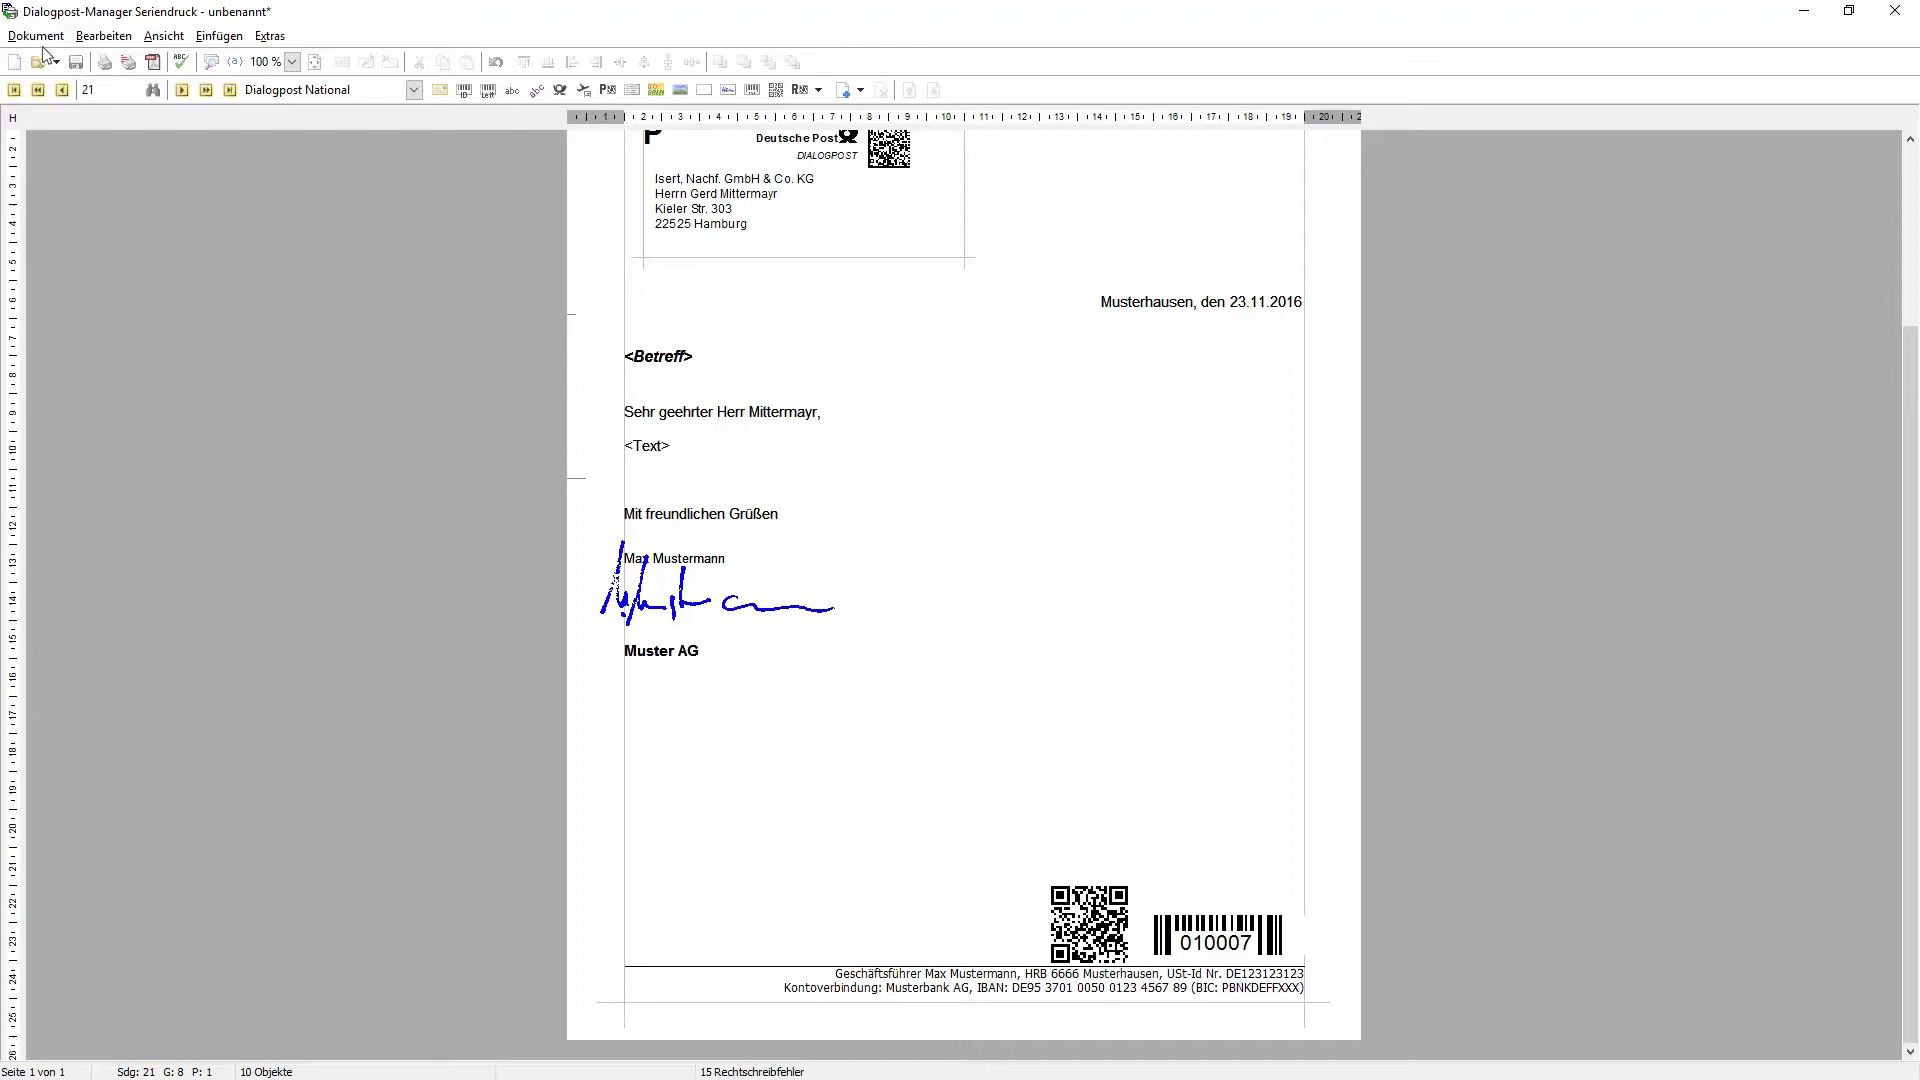 Dialogpost-Manager Seriendruck - unbenannt*
Dokument Bearbeiten Ansicht Einfügen Extras
ABC 100 %
21 Dialogpost National
H
P
Deutsche Post
DIALOGPOST
Isert, Nachf. GmbH & Co. KG
Herrn Gerd Mittermayr
Kieler Str. 303
22525 Hamburg
Musterhausen, den 23.11.2016
<Betreff>
Sehr geehrter Herr Mittermayr,
<Text>
Mit freundlichen Grüßen
Max Mustermann
Muster AG
010007
Geschäftsführer Max Mustermann, HRB 6666 Musterhausen, USt-Id Nr. DE123123123
Kontoverbindung: Musterbank AG, IBAN: DE95 3701 0050 0123 4567 89 (BIC: PBNKDEFFXXX)
Seite 1 von 1 Sdg: 21 G: 8 P: 1 10 Objekte 15 Rechtschreibfehler